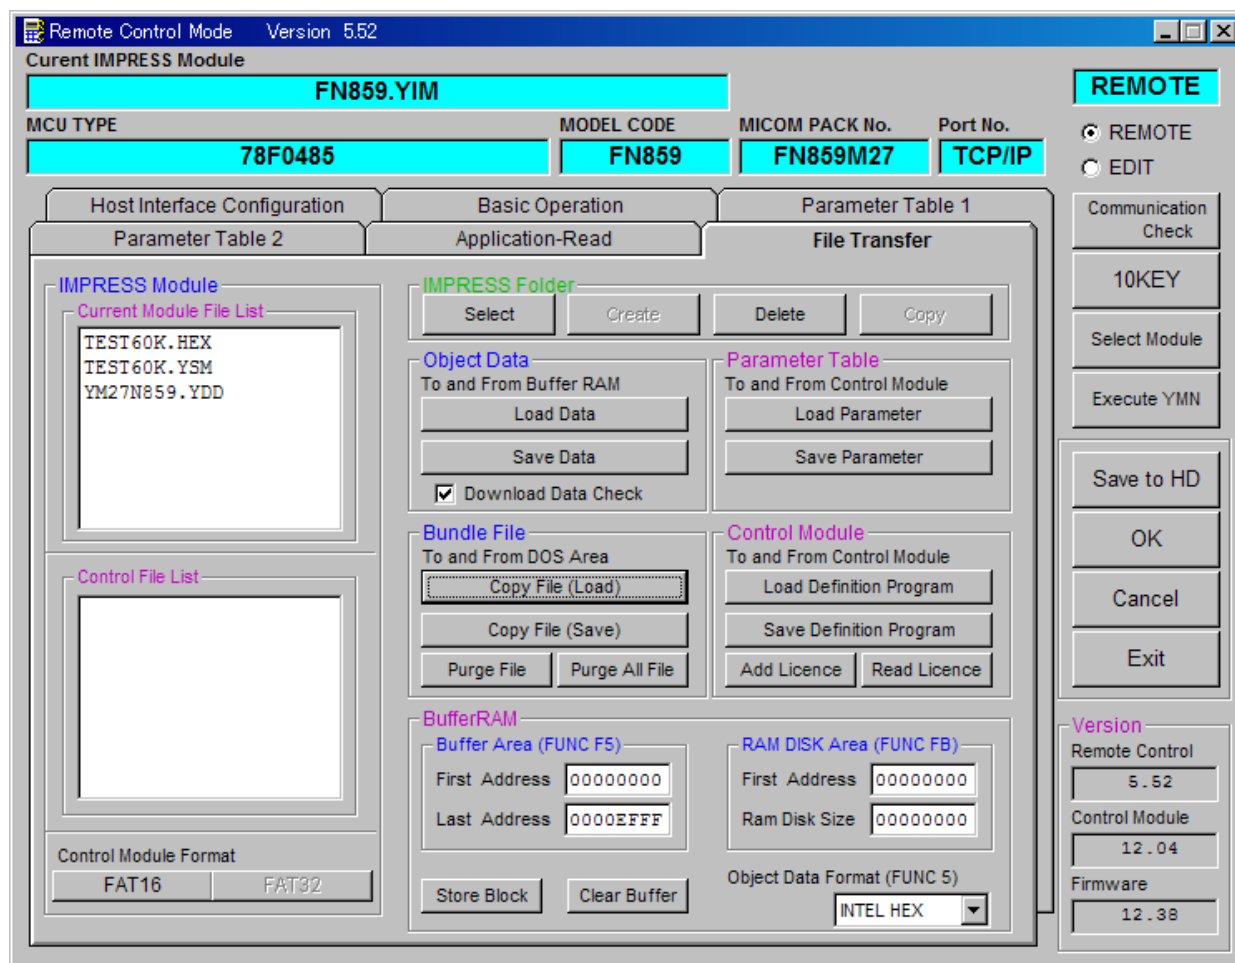 Remote Control Mode Version 5.52
Curent IMPRESS Module
FN859.YIM
REMOTE
MCU TYPE MODEL CODE MICOM PACK No. Port No.
78F0485 FN859 FN859M27 TCP/IP
REMOTE
EDIT
Host Interface Configuration Basic Operation Parameter Table 1
Parameter Table 2 Application-Read File Transfer
Communication
Check
10KEY
Select Module
Execute YMN
Save to HD
OK
Cancel
Exit
IMPRESS Module
Current Module File List
TEST60K.HEX
TEST60K.YSM
YM27N859.YDD
Control File List
Control Module Format
FAT16 FAT32
IMPRESS Folder
Select Create Delete Copy
Object Data
To and From Buffer RAM
Load Data
Save Data
Download Data Check
Parameter Table
To and From Control Module
Load Parameter
Save Parameter
Bundle File
To and From DOS Area
Copy File (Load)
Copy File (Save)
Purge File Purge All File
Control Module
To and From Control Module
Load Definition Program
Save Definition Program
Add Licence Read Licence
BufferRAM
Buffer Area (FUNC F5)
First Address 00000000
Last Address 0000EFFF
RAM DISK Area (FUNC FB)
First Address 00000000
Ram Disk Size 00000000
Store Block Clear Buffer
Object Data Format (FUNC 5)
INTEL HEX
Version
Remote Control
5.52
Control Module
12.04
Firmware
12.38